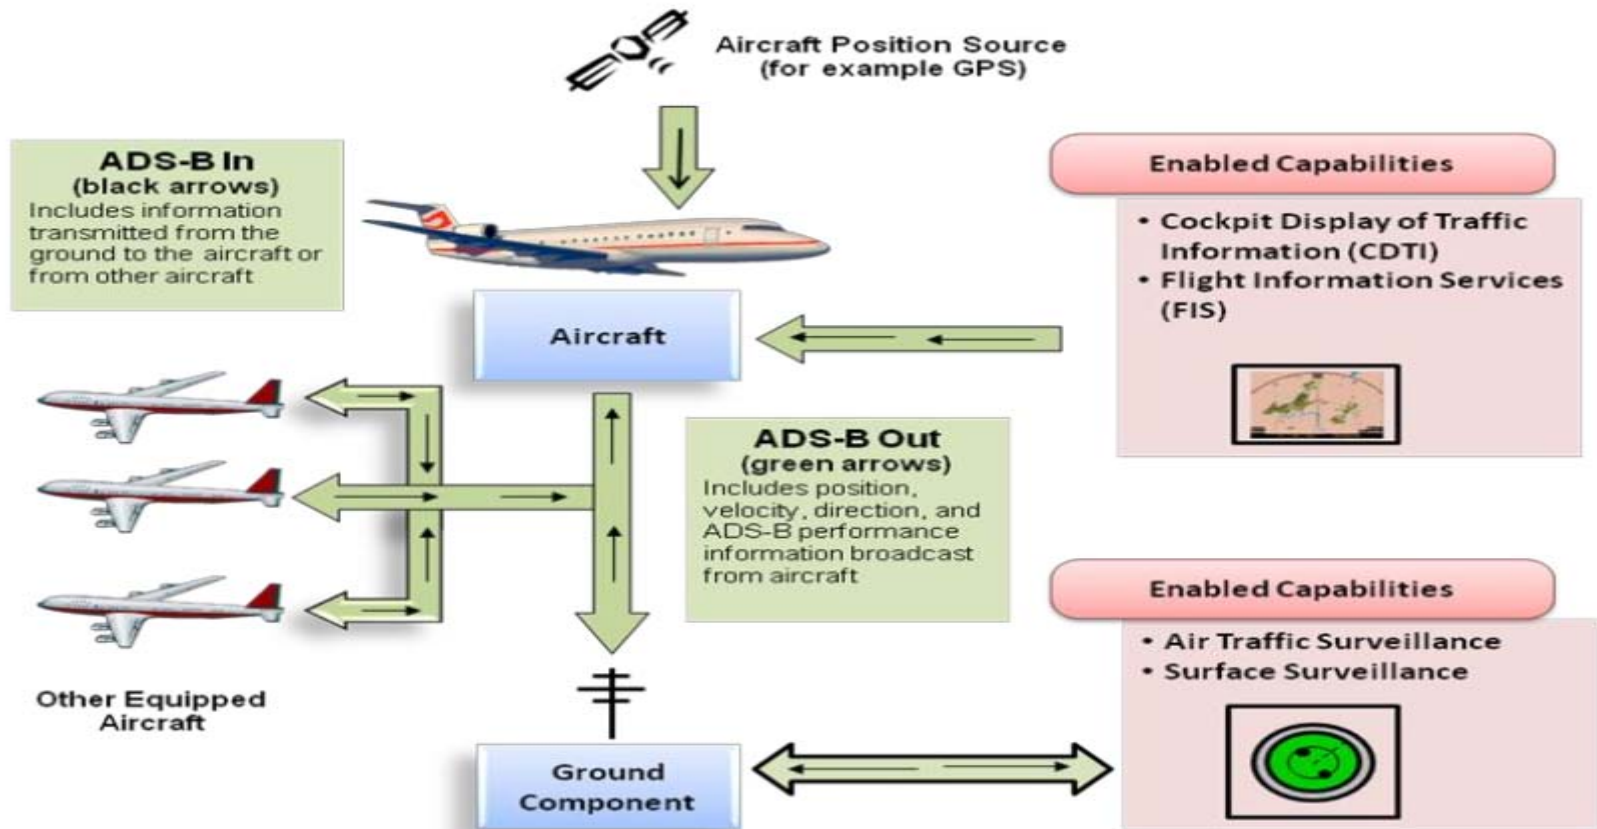 Aircraft Position Source
(for example GPS)
ADS-B In
(black arrows)
Includes information
transmitted from the
ground to the aircraft or
from other aircraft
Enabled Capabilities
• Cockpit Display of Traffic
Information (CDTI)
• Flight Information Services
(FIS)
Aircraft
ADS-B Out
(green arrows)
Includes position,
velocity, direction, and
ADS-B performance
information broadcast
from aircraft
Enabled Capabilities
• Air Traffic Surveillance
• Surface Surveillance
Other Equipped
Aircraft
Ground
Component